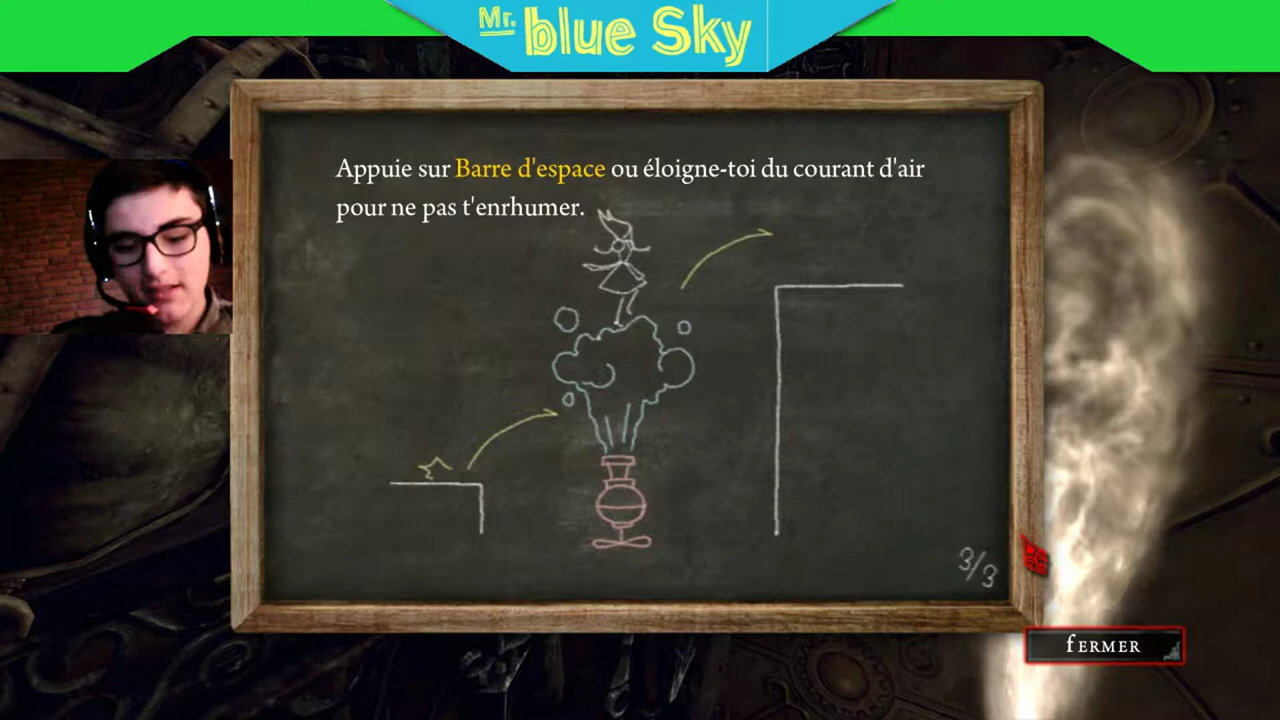 Mr. blue Sky
Appuie sur Barre d'espace ou éloigne-toi du courant d'air
pour ne pas t'enrhumer.
3/3
fERMER